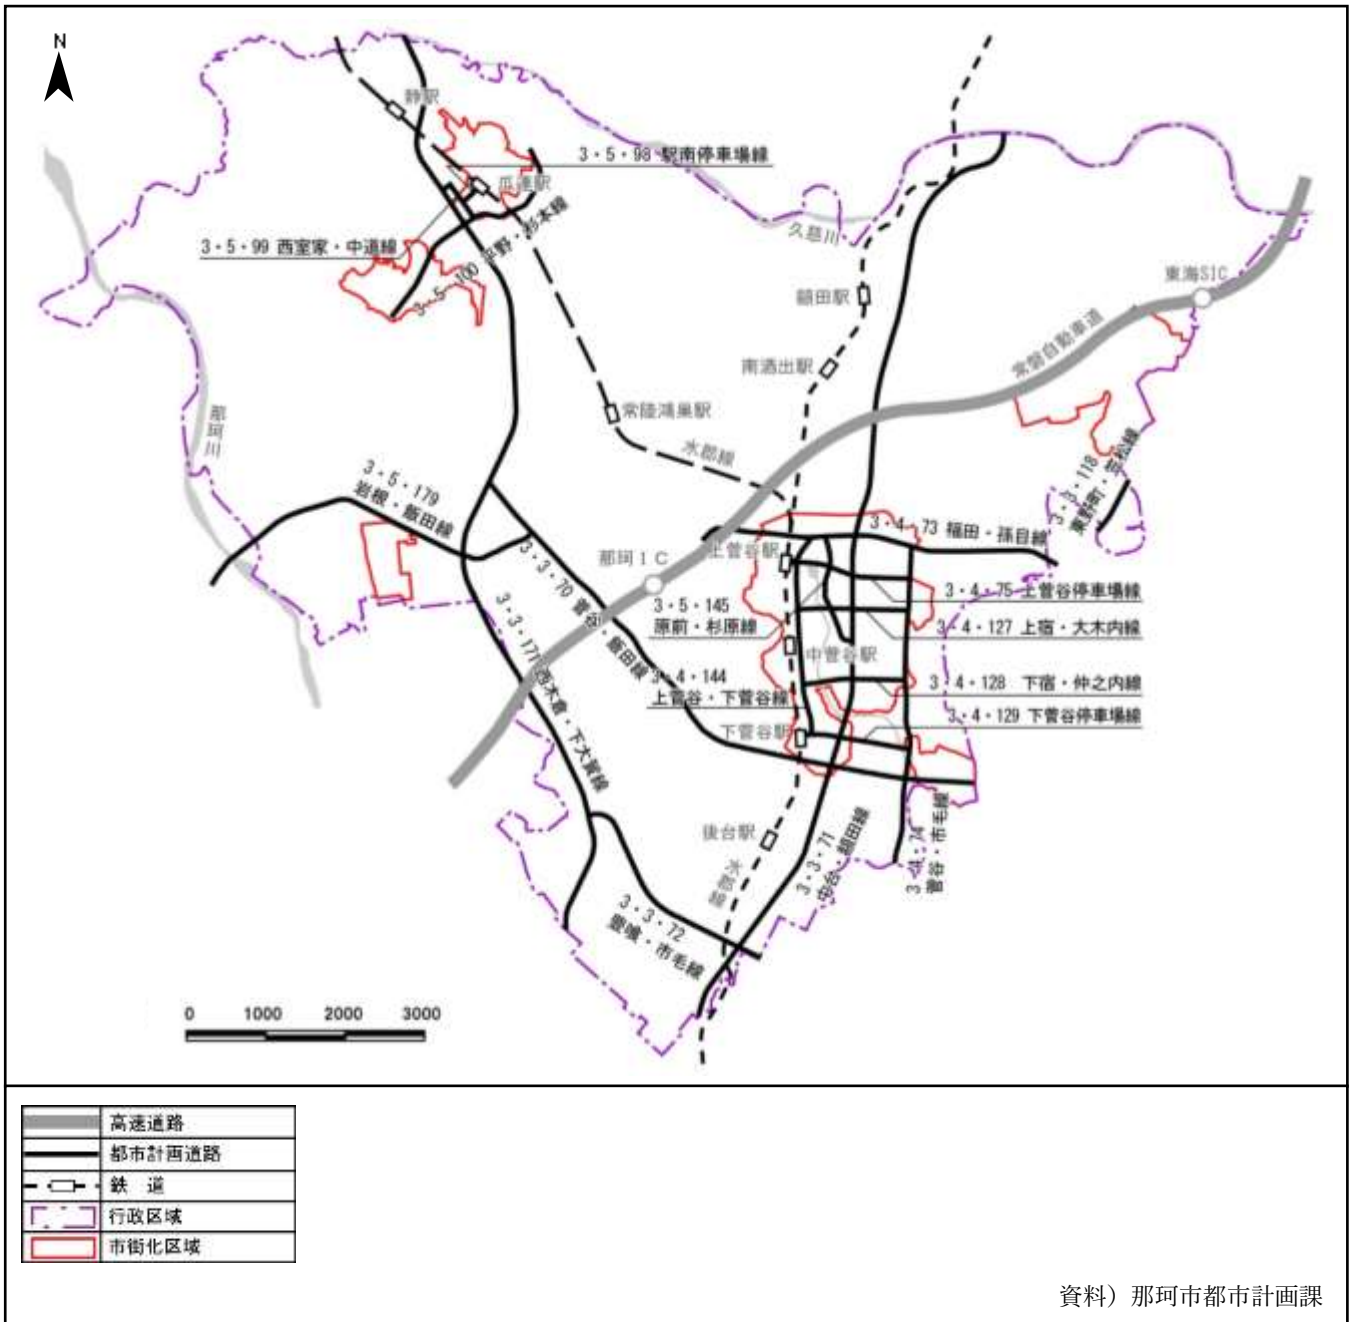 N
静駅
3・5・98 駅南停車場線
瓜連駅
3・5・99 西室家・中道線
3・5・100 平野・杉本線
久慈川
東海SIC
額田駅
常磐自動車道
南酒出駅
常陸鴻巣駅
那珂川
水郡線
3・3・118
東野町・笠松線
3・5・179
岩根・飯田線
3・4・73 福田・孫目線
上菅谷駅
那珂IC
3・3・70 菅谷・飯田線
3・4・75 上菅谷停車場線
3・5・145
原前・杉原線
3・4・127 上宿・大木内線
3・3・171 西木倉・下大賀線
中菅谷駅
3・4・144
上菅谷・下菅谷線
3・4・128 下宿・仲之内線
3・4・129 下菅谷停車場線
下菅谷駅
後台駅
水郡線
3・3・71
中台・額田線
3・4・74
菅谷・市毛線
3・3・72
豊喰・市毛線
0 1000 2000 3000
高速道路
都市計画道路
鉄 道
行政区域
市街化区域
資料）那珂市都市計画課